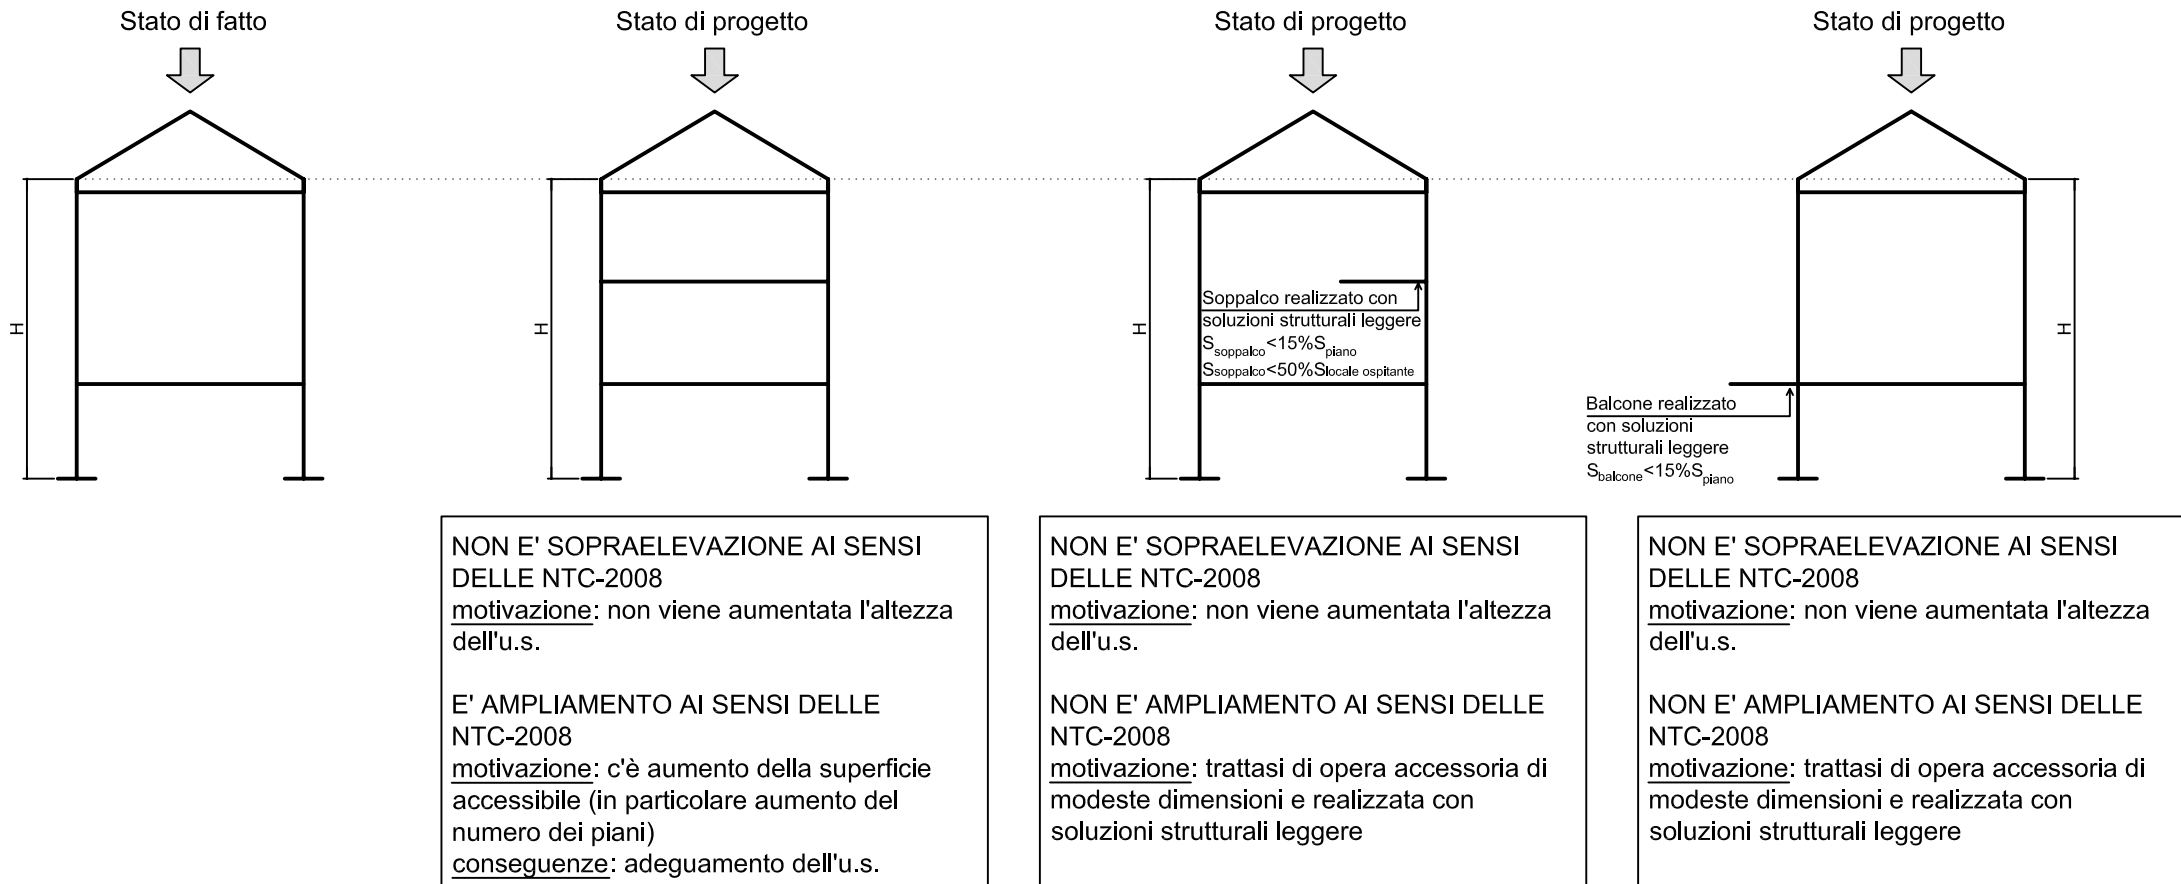 Stato di fatto
Stato di progetto
Stato di progetto
Stato di progetto
H
H
H
Soppalco realizzato con
soluzioni strutturali leggere
Ssoppalco<15%Spiano
Ssoppalco<50%Slocale ospitante
H
Balcone realizzato
con soluzioni
strutturali leggere
Sbalcone<15%Spiano
NON E' SOPRAELEVAZIONE AI SENSI
DELLE NTC-2008
motivazione: non viene aumentata l'altezza
dell'u.s.
E' AMPLIAMENTO AI SENSI DELLE
NTC-2008
motivazione: c'è aumento della superficie
accessibile (in particolare aumento del
numero dei piani)
conseguenze: adeguamento dell'u.s.
NON E' SOPRAELEVAZIONE AI SENSI
DELLE NTC-2008
motivazione: non viene aumentata l'altezza
dell'u.s.
NON E' AMPLIAMENTO AI SENSI DELLE
NTC-2008
motivazione: trattasi di opera accessoria di
modeste dimensioni e realizzata con
soluzioni strutturali leggere
NON E' SOPRAELEVAZIONE AI SENSI
DELLE NTC-2008
motivazione: non viene aumentata l'altezza
dell'u.s.
NON E' AMPLIAMENTO AI SENSI DELLE
NTC-2008
motivazione: trattasi di opera accessoria di
modeste dimensioni e realizzata con
soluzioni strutturali leggere